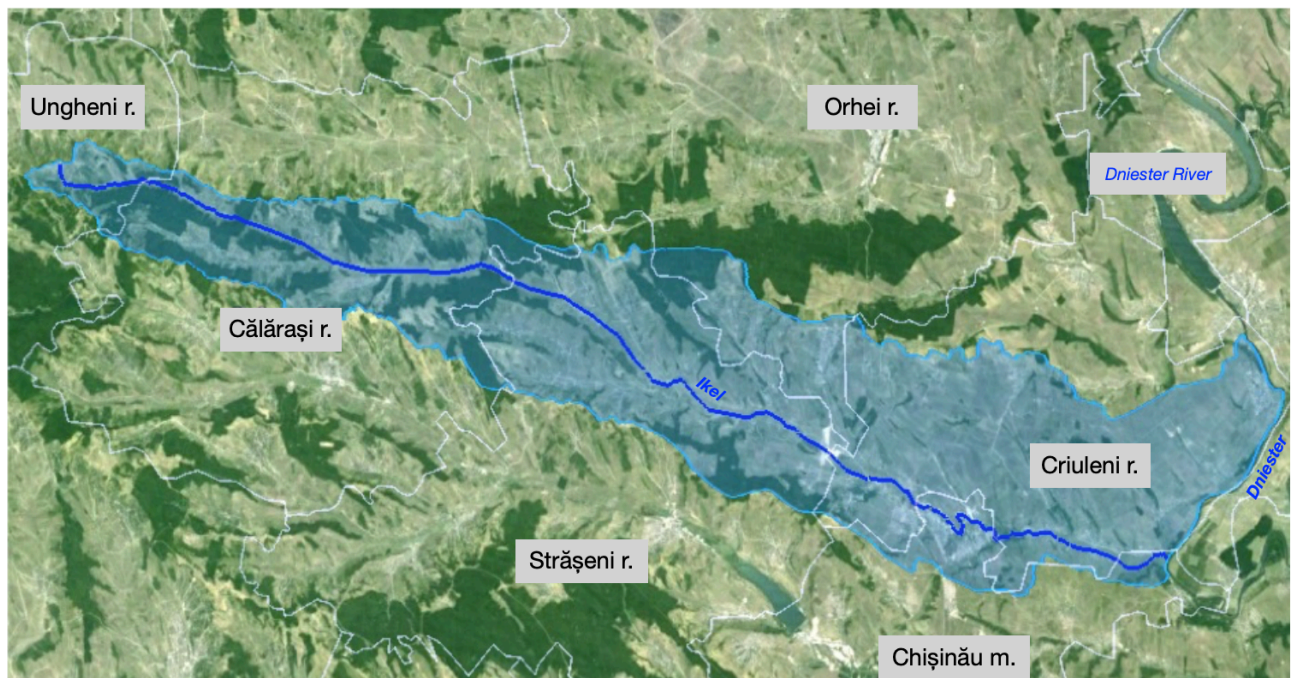 Ungheni r.
Orhei r.
Dniester River
Călărași r.
Ikel
Criuleni r.
Dniester
Strășeni r.
Chișinău m.